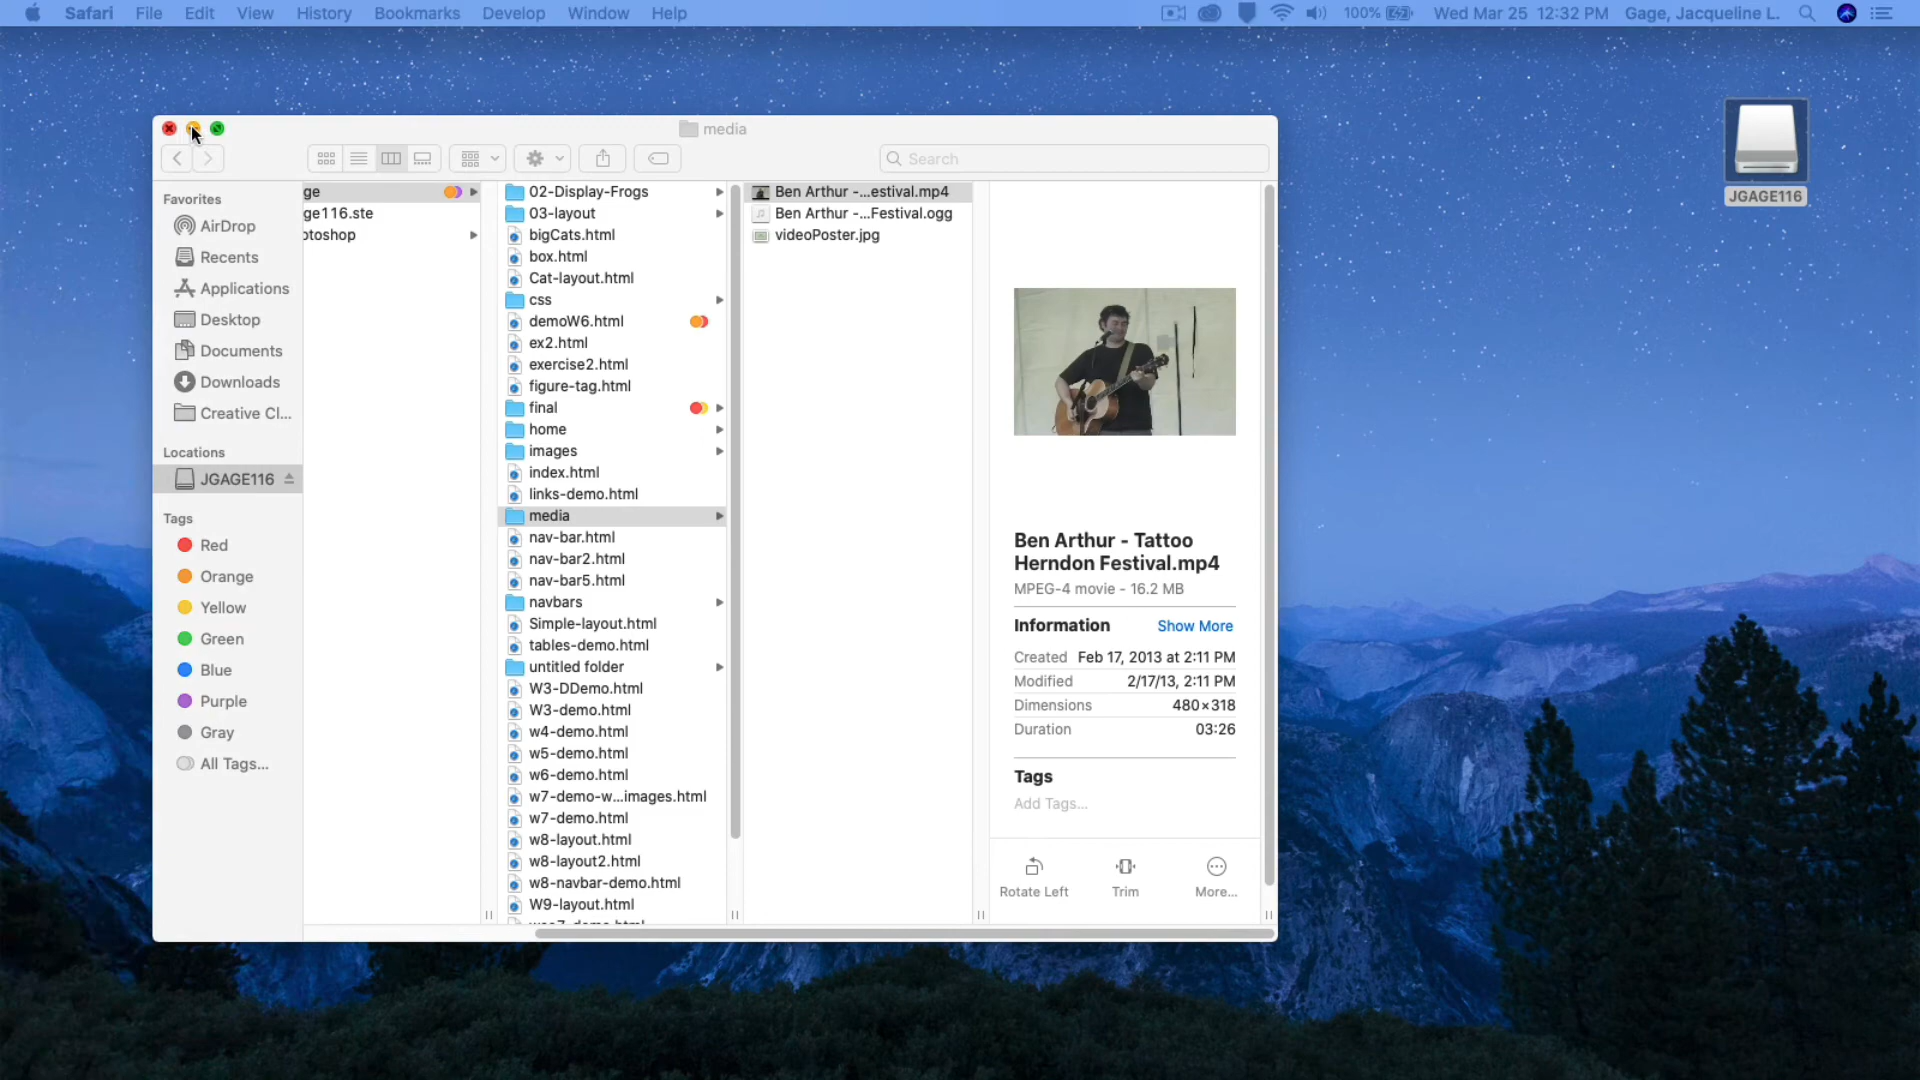 Safari File Edit View History Bookmarks Develop Window Help
100% Wed Mar 25 12:32 PM Gage, Jacqueline L.
media
Search
JGAGE116
Favorites
AirDrop
Recents
Applications
Desktop
Documents
Downloads
Creative Cl...
Locations
JGAGE116
Tags
Red
Orange
Yellow
Green
Blue
Purple
Gray
All Tags...
ge
ge116.ste
otoshop
02-Display-Frogs
03-layout
bigCats.html
box.html
Cat-layout.html
css
demoW6.html
ex2.html
exercise2.html
figure-tag.html
final
home
images
index.html
links-demo.html
media
nav-bar.html
nav-bar2.html
nav-bar5.html
navbars
Simple-layout.html
tables-demo.html
untitled folder
W3-DDemo.html
W3-demo.html
w4-demo.html
w5-demo.html
w6-demo.html
w7-demo-w...images.html
w7-demo.html
w8-layout.html
w8-layout2.html
w8-navbar-demo.html
W9-layout.html
Ben Arthur -...estival.mp4
Ben Arthur -...Festival.ogg
videoPoster.jpg
Ben Arthur - Tattoo
Herndon Festival.mp4
MPEG-4 movie - 16.2 MB
Information Show More
Created Feb 17, 2013 at 2:11 PM
Modified 2/17/13, 2:11 PM
Dimensions 480×318
Duration 03:26
Tags
Add Tags...
Rotate Left Trim More...